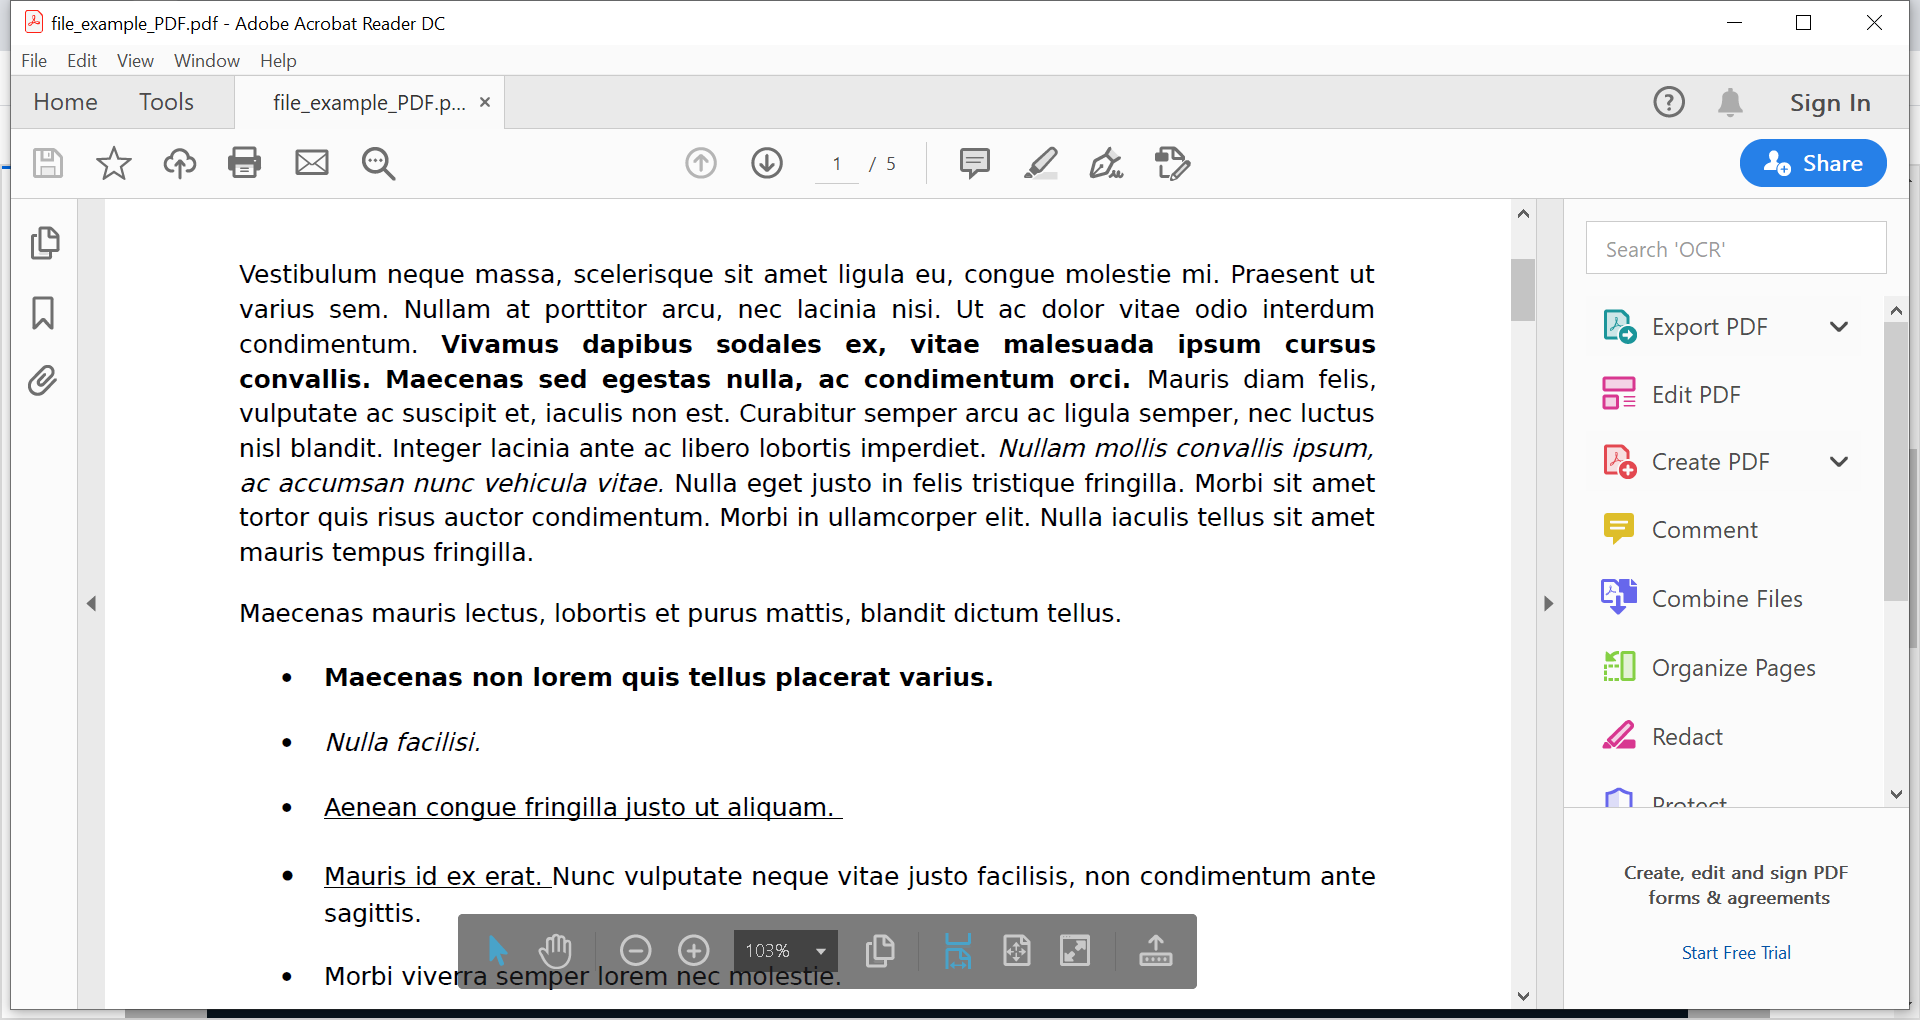 file_example_PDF.pdf - Adobe Acrobat Reader DC
File Edit View Window Help
Home Tools file_example_PDF.p... Sign In
1 / 5 Share
Vestibulum neque massa, scelerisque sit amet ligula eu, congue molestie mi. Praesent ut
varius sem. Nullam at porttitor arcu, nec lacinia nisi. Ut ac dolor vitae odio interdum
condimentum. Vivamus dapibus sodales ex, vitae malesuada ipsum cursus
convallis. Maecenas sed egestas nulla, ac condimentum orci. Mauris diam felis,
vulputate ac suscipit et, iaculis non est. Curabitur semper arcu ac ligula semper, nec luctus
nisl blandit. Integer lacinia ante ac libero lobortis imperdiet. Nullam mollis convallis ipsum,
ac accumsan nunc vehicula vitae. Nulla eget justo in felis tristique fringilla. Morbi sit amet
tortor quis risus auctor condimentum. Morbi in ullamcorper elit. Nulla iaculis tellus sit amet
mauris tempus fringilla.
Maecenas mauris lectus, lobortis et purus mattis, blandit dictum tellus.
• Maecenas non lorem quis tellus placerat varius.
• Nulla facilisi.
• Aenean congue fringilla justo ut aliquam.
• Mauris id ex erat. Nunc vulputate neque vitae justo facilisis, non condimentum ante
sagittis.
• Morbi viverra semper lorem nec molestie.
103%
Search 'OCR'
Export PDF
Edit PDF
Create PDF
Comment
Combine Files
Organize Pages
Redact
Protect
Create, edit and sign PDF
forms & agreements
Start Free Trial